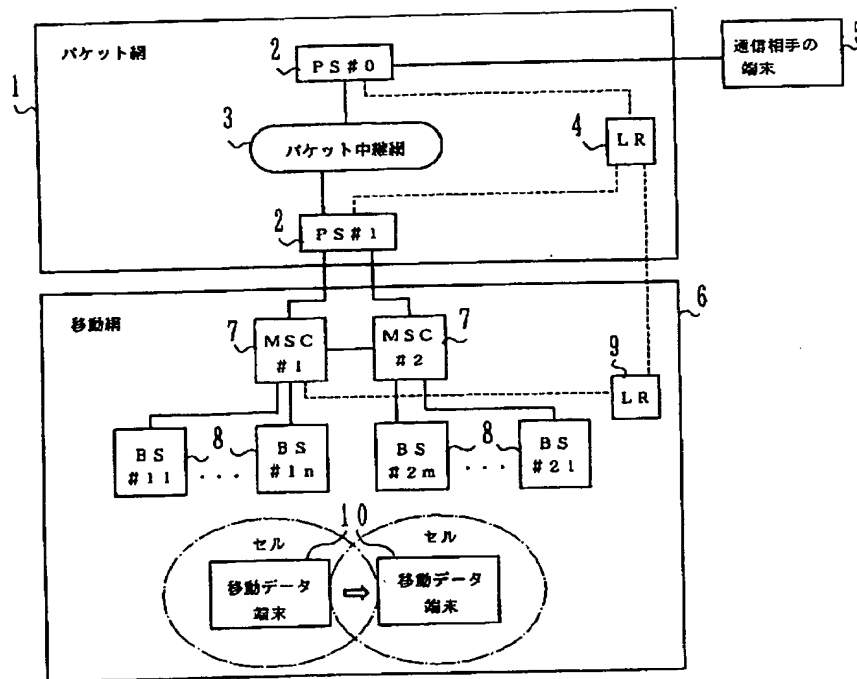 パケット網
1
2
PS#0
通信相手の
端末
5
3
パケット中継網
4
LR
2
PS#1
移動網
6
7
MSC
#1
MSC
#2
7
9
LR
BS
#11
8
...
BS
#1n
BS
#2m
8
...
BS
#21
10
セル
セル
移動データ
端末
移動データ
端末